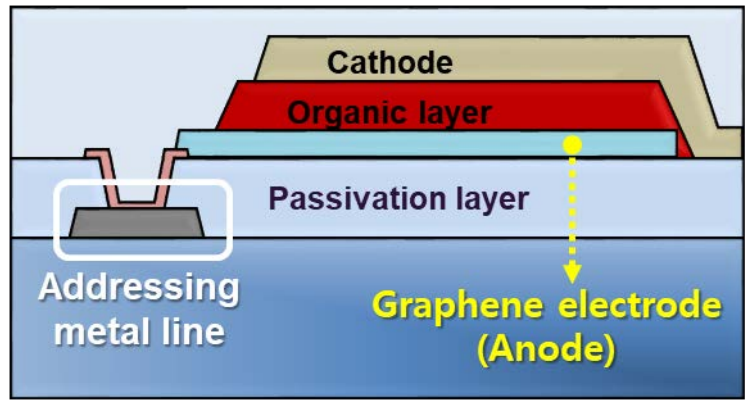 Cathode
Organic layer
Passivation layer
Addressing
metal line
Graphene electrode
(Anode)